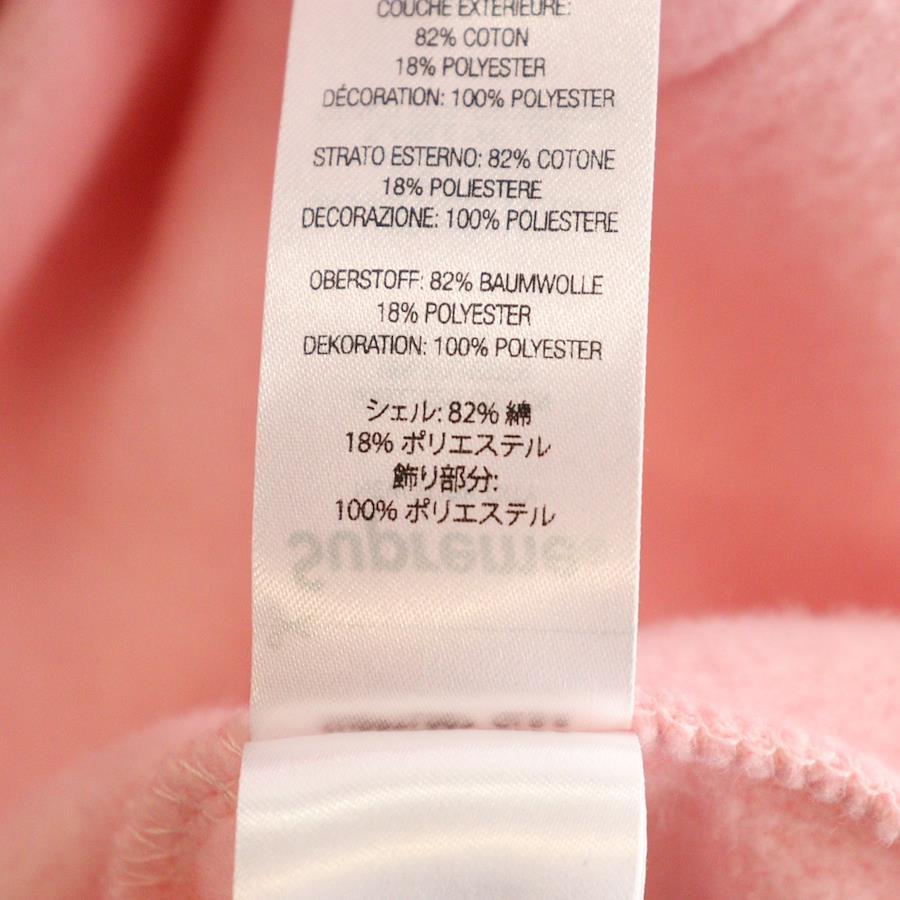 COUCHE EXTÉRIEURE:
82% COTON
18% POLYESTER
DÉCORATION: 100% POLYESTER
STRATO ESTERNO: 82% COTONE
18% POLIESTERE
DECORAZIONE: 100% POLIESTERE
OBERSTOFF: 82% BAUMWOLLE
18% POLYESTER
DEKORATION: 100% POLYESTER
シェル: 82% 綿
18% ポリエステル
飾り部分:
100% ポリエステル
Supreme